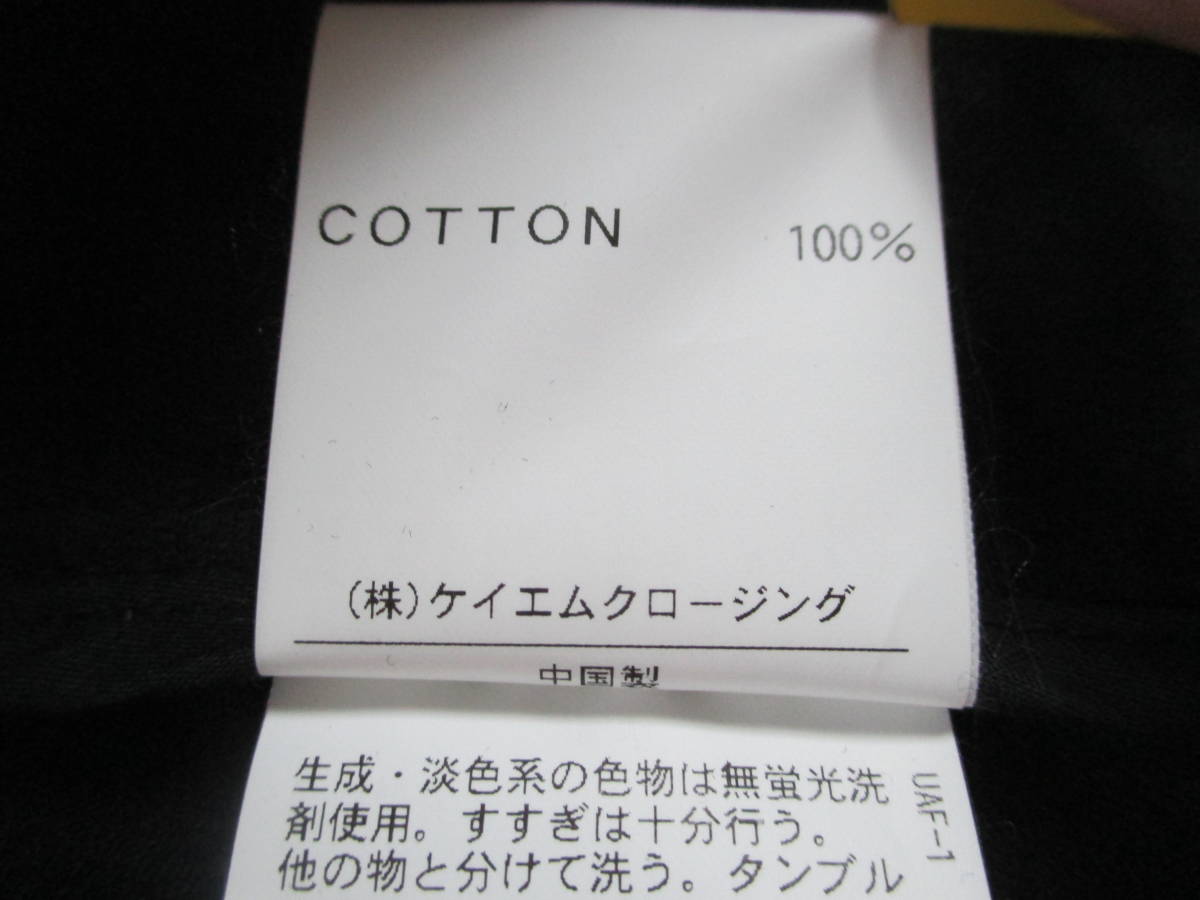 COTTON 100%
(株)ケイエムクロージング
中国製
生成・淡色系の色物は無蛍光洗
剤使用。すすぎは十分行う。
他の物と分けて洗う。タンブル
UAF-1